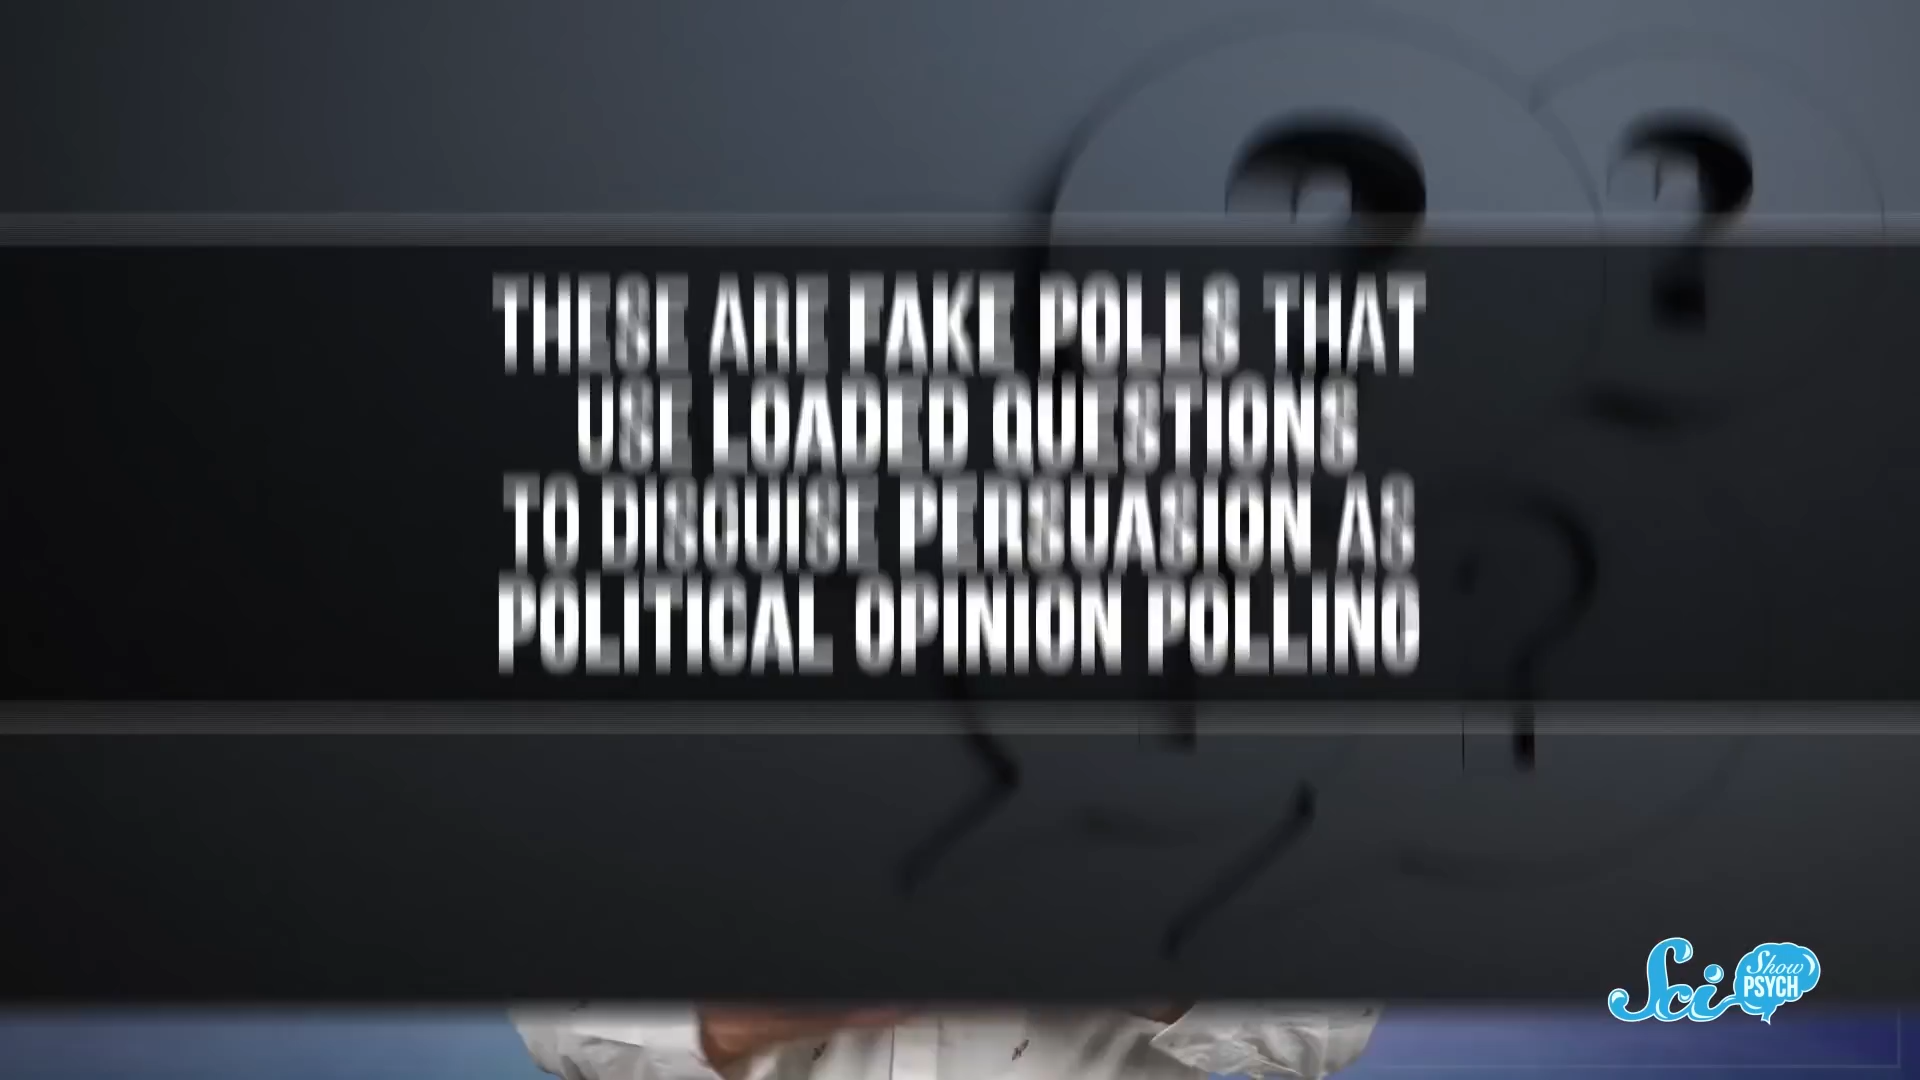 THESE ARE FAKE POLLS THAT
USE LOADED QUESTIONS
TO DISGUISE PERSUASION AS
POLITICAL OPINION POLLING
Sci Show PSYCH